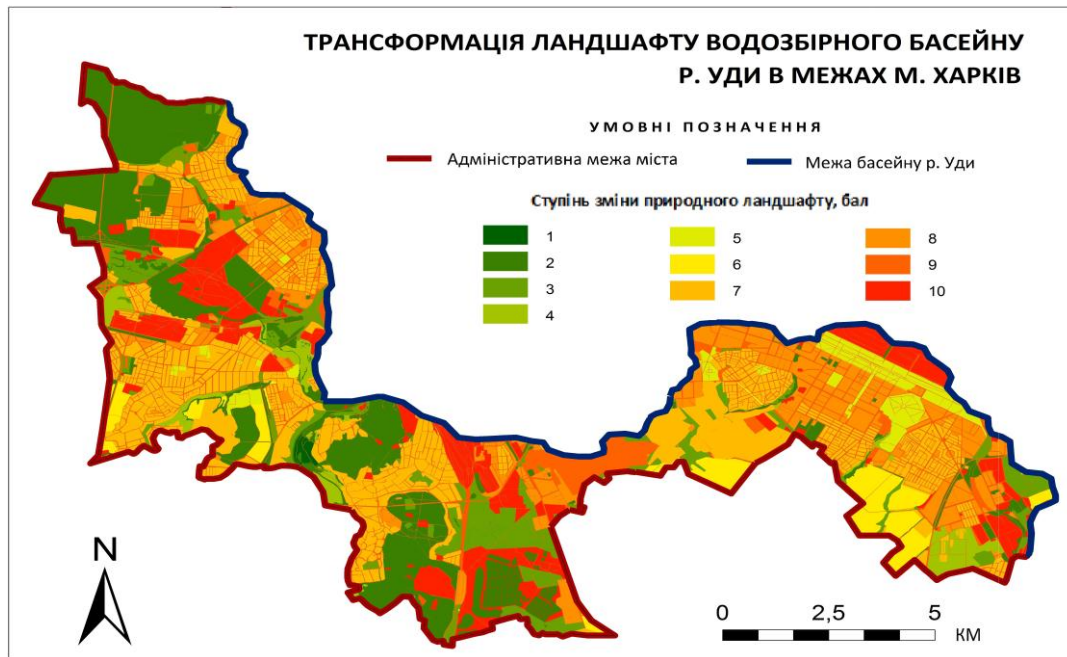 ТРАНСФОРМАЦІЯ ЛАНДШАФТУ ВОДОЗБІРНОГО БАСЕЙНУ
Р. УДИ В МЕЖАХ М. ХАРКІВ
УМОВНІ ПОЗНАЧЕННЯ
Адміністративна межа міста
Межа басейну р. Уди
Ступінь зміни природного ландшафту, бал
1
2
3
4
5
6
7
8
9
10
N
0 2,5 5
КМ